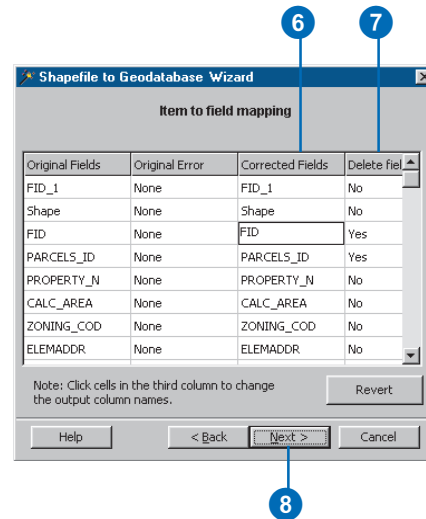 6 7
Shapefile to Geodatabase Wizard
Item to field mapping
Original Fields Original Error Corrected Fields Delete fiel
FID_1 None FID_1 No
Shape None Shape No
FID None FID Yes
PARCELS_ID None PARCELS_ID Yes
PROPERTY_N None PROPERTY_N No
CALC_AREA None CALC_AREA No
ZONING_COD None ZONING_COD No
ELEMADDR None ELEMADDR No
Note: Click cells in the third column to change
the output column names.
Revert
Help < Back Next > Cancel
8